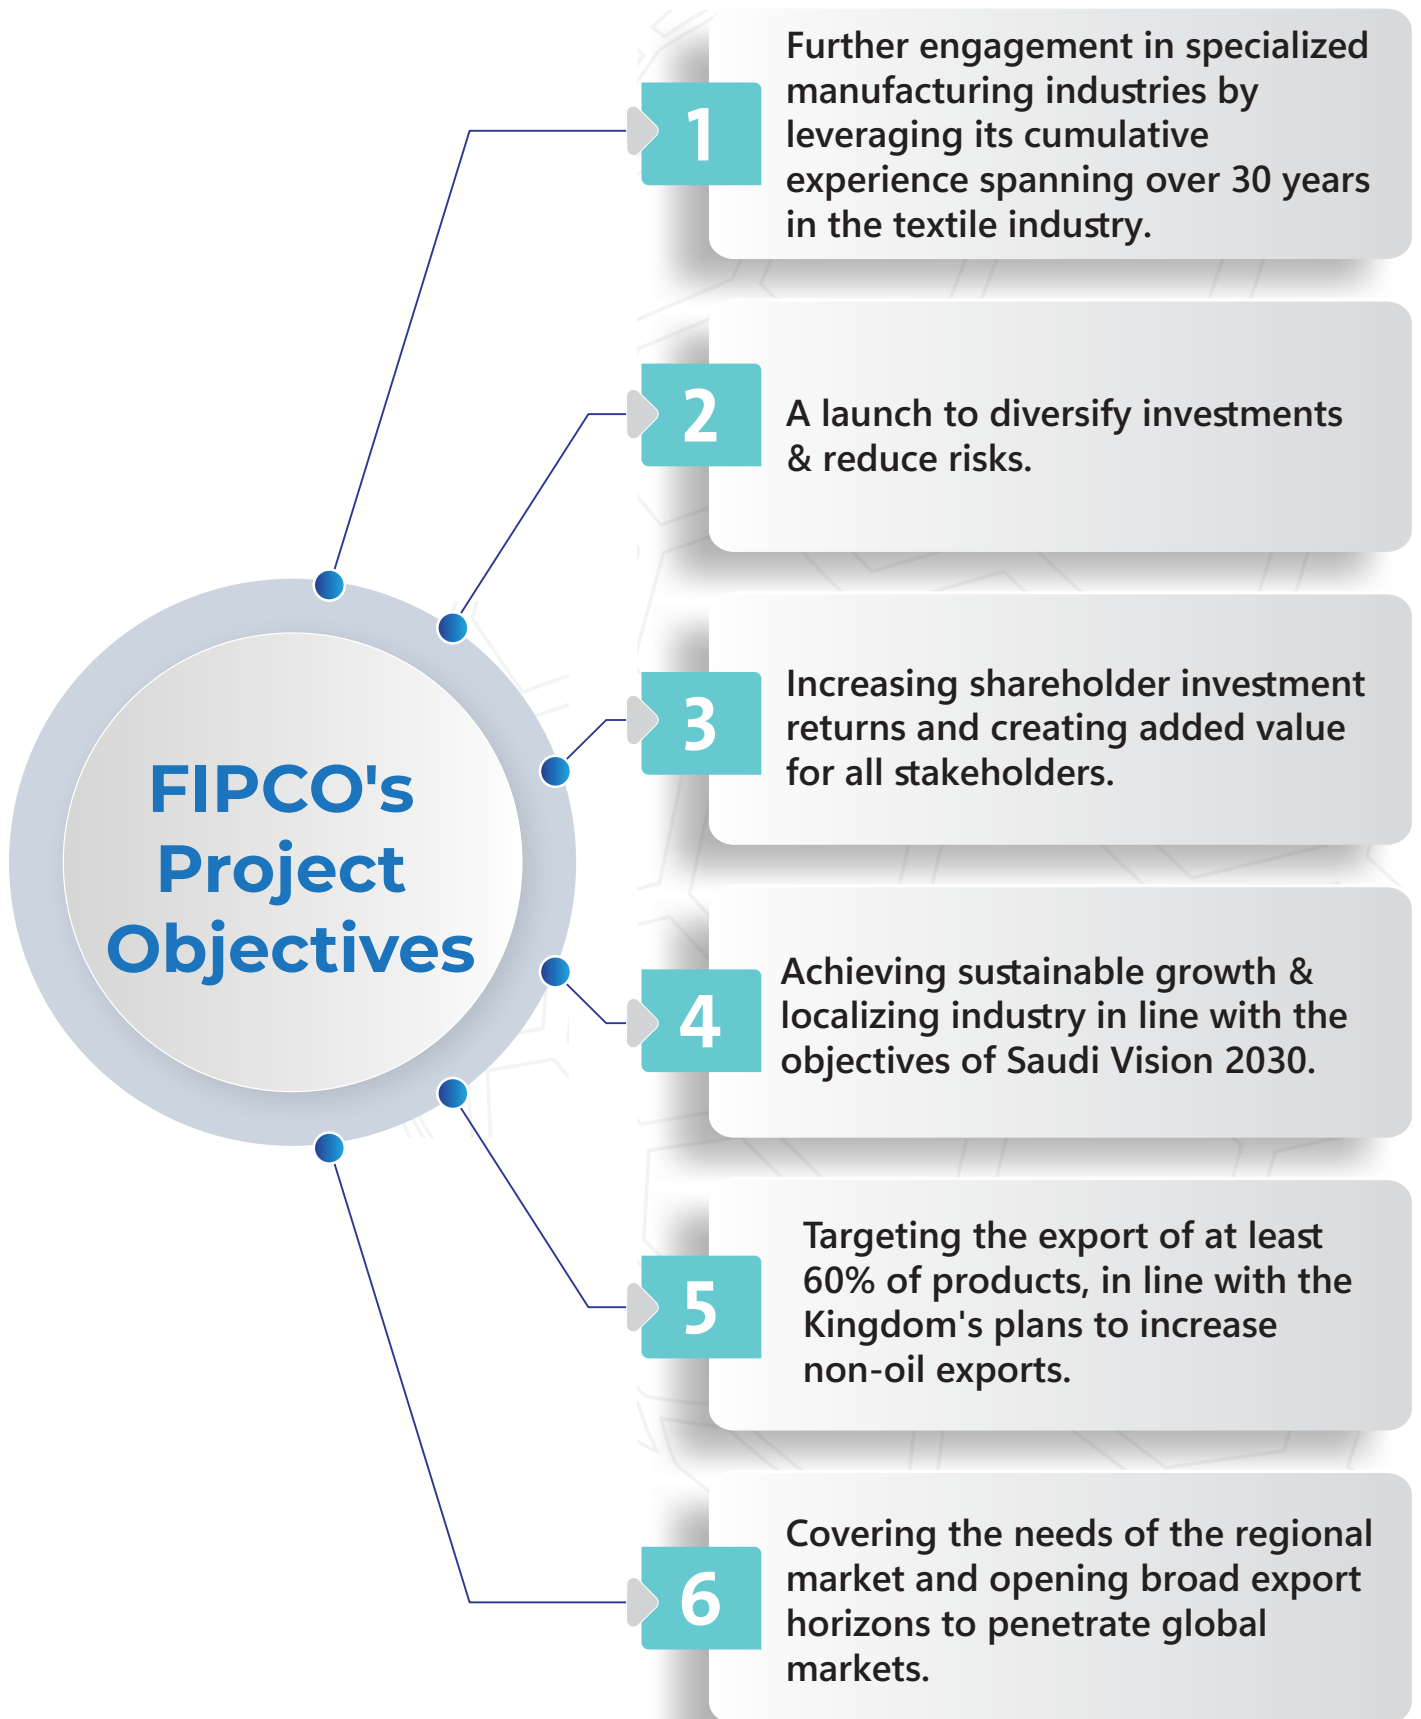 FIPCO's
Project
Objectives
1
Further engagement in specialized
manufacturing industries by
leveraging its cumulative
experience spanning over 30 years
in the textile industry.
2
A launch to diversify investments
& reduce risks.
3
Increasing shareholder investment
returns and creating added value
for all stakeholders.
4
Achieving sustainable growth &
localizing industry in line with the
objectives of Saudi Vision 2030.
5
Targeting the export of at least
60% of products, in line with the
Kingdom's plans to increase
non-oil exports.
6
Covering the needs of the regional
market and opening broad export
horizons to penetrate global
markets.